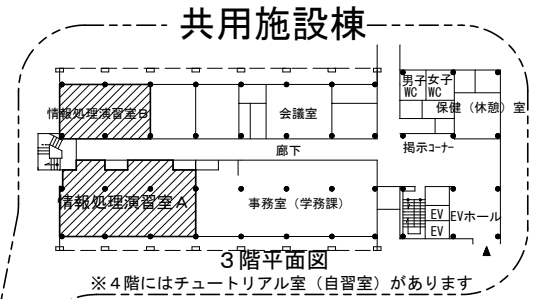 共用施設棟
男子 女子
WC WC
情報処理演習室B
会議室
保健（休憩）室
廊下
掲示コーナー
情報処理演習室A
事務室（学務課）
EV
EV
EVホール
３階平面図
※４階にはチュートリアル室（自習室）があります